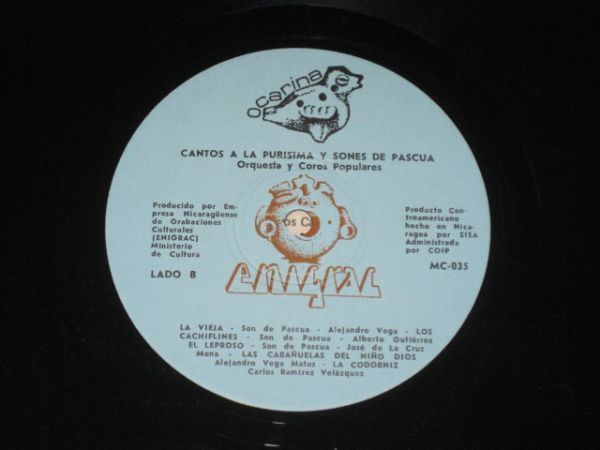 ocarina
CANTOS A LA PURISIMA Y SONES DE PASCUA
Orquesta y Coros Populares
Producido por Em-
presa Nicaragüense
de Grabaciones
Culturales
(ENIGRAC)
Ministerio
de Cultura
LADO B
Producto Cen-
troamericano
hecho en Nica-
ragua por SISA
Administrada
por COIP
MC-035
enigrac
LA VIEJA - Son de Pascua - Alejandro Vega - LOS
CACHIFLINES - Son de Pascua - Alberto Gutiérrez
EL LEPROSO - Son de Pascua - José de La Cruz
Mena - LAS CABAÑUELAS DEL NIÑO DIOS
Alejandro Vega Matus - LA CODORNIZ
Carlos Ramírez Velázquez